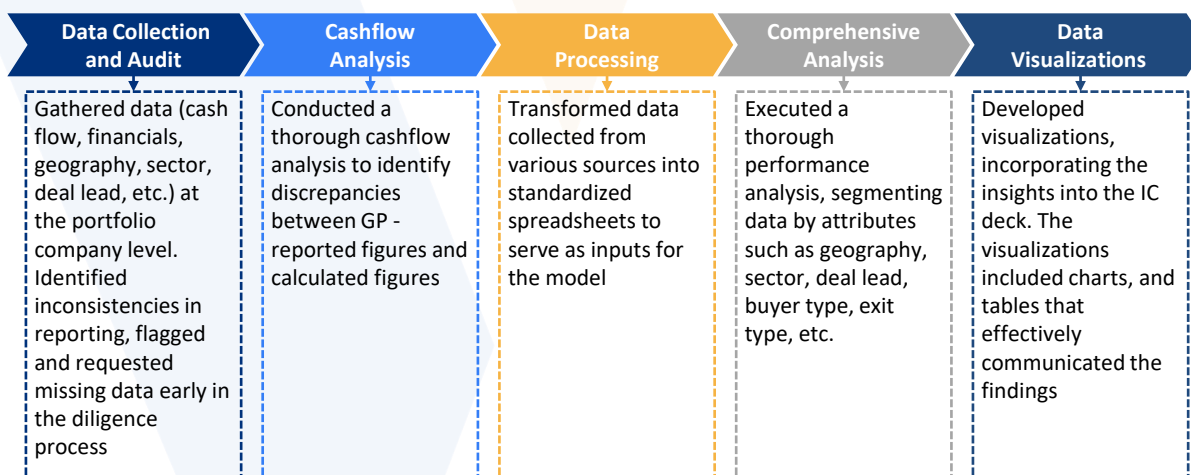 Data Collection
and Audit
Gathered data (cash
flow, financials,
geography, sector,
deal lead, etc.) at
the portfolio
company level.
Identified
inconsistencies in
reporting, flagged
and requested
missing data early in
the diligence
process
Cashflow
Analysis
Conducted a
thorough cashflow
analysis to identify
discrepancies
between GP -
reported figures and
calculated figures
Data
Processing
Transformed data
collected from
various sources into
standardized
spreadsheets to
serve as inputs for
the model
Comprehensive
Analysis
Executed a
thorough
performance
analysis, segmenting
data by attributes
such as geography,
sector, deal lead,
buyer type, exit
type, etc.
Data
Visualizations
Developed
visualizations,
incorporating the
insights into the IC
deck. The
visualizations
included charts, and
tables that
effectively
communicated the
findings